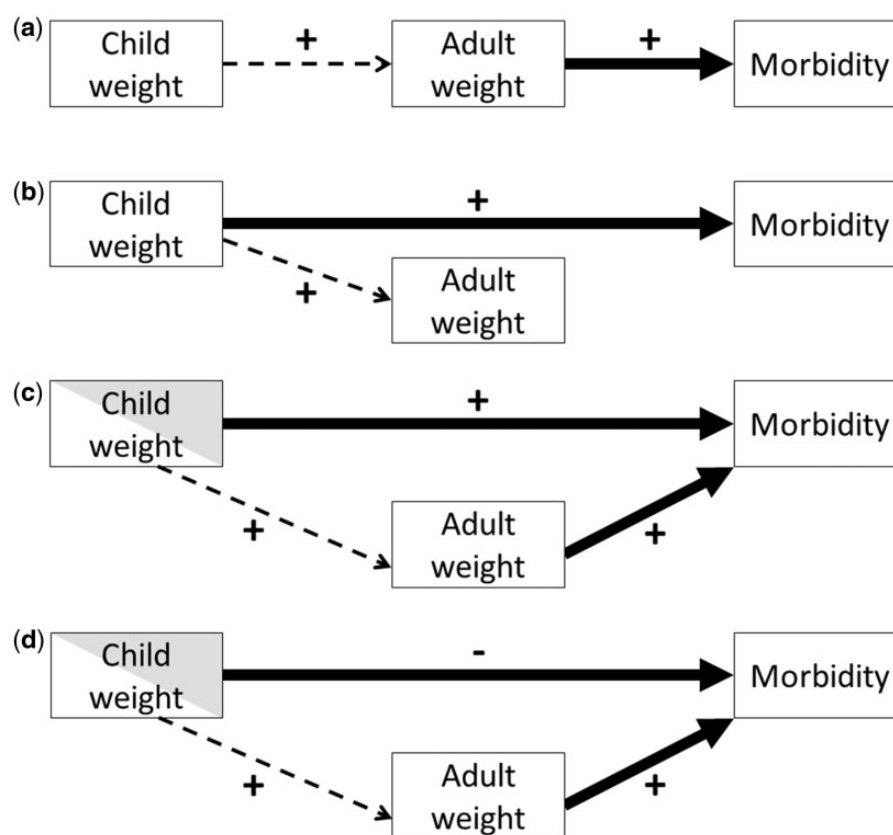 (a)
Child
weight
+
Adult
weight
+
Morbidity
(b)
Child
weight
+
Morbidity
+
Adult
weight
(c)
Child
weight
+
Morbidity
+
Adult
weight
+
(d)
Child
weight
-
Morbidity
+
Adult
weight
+